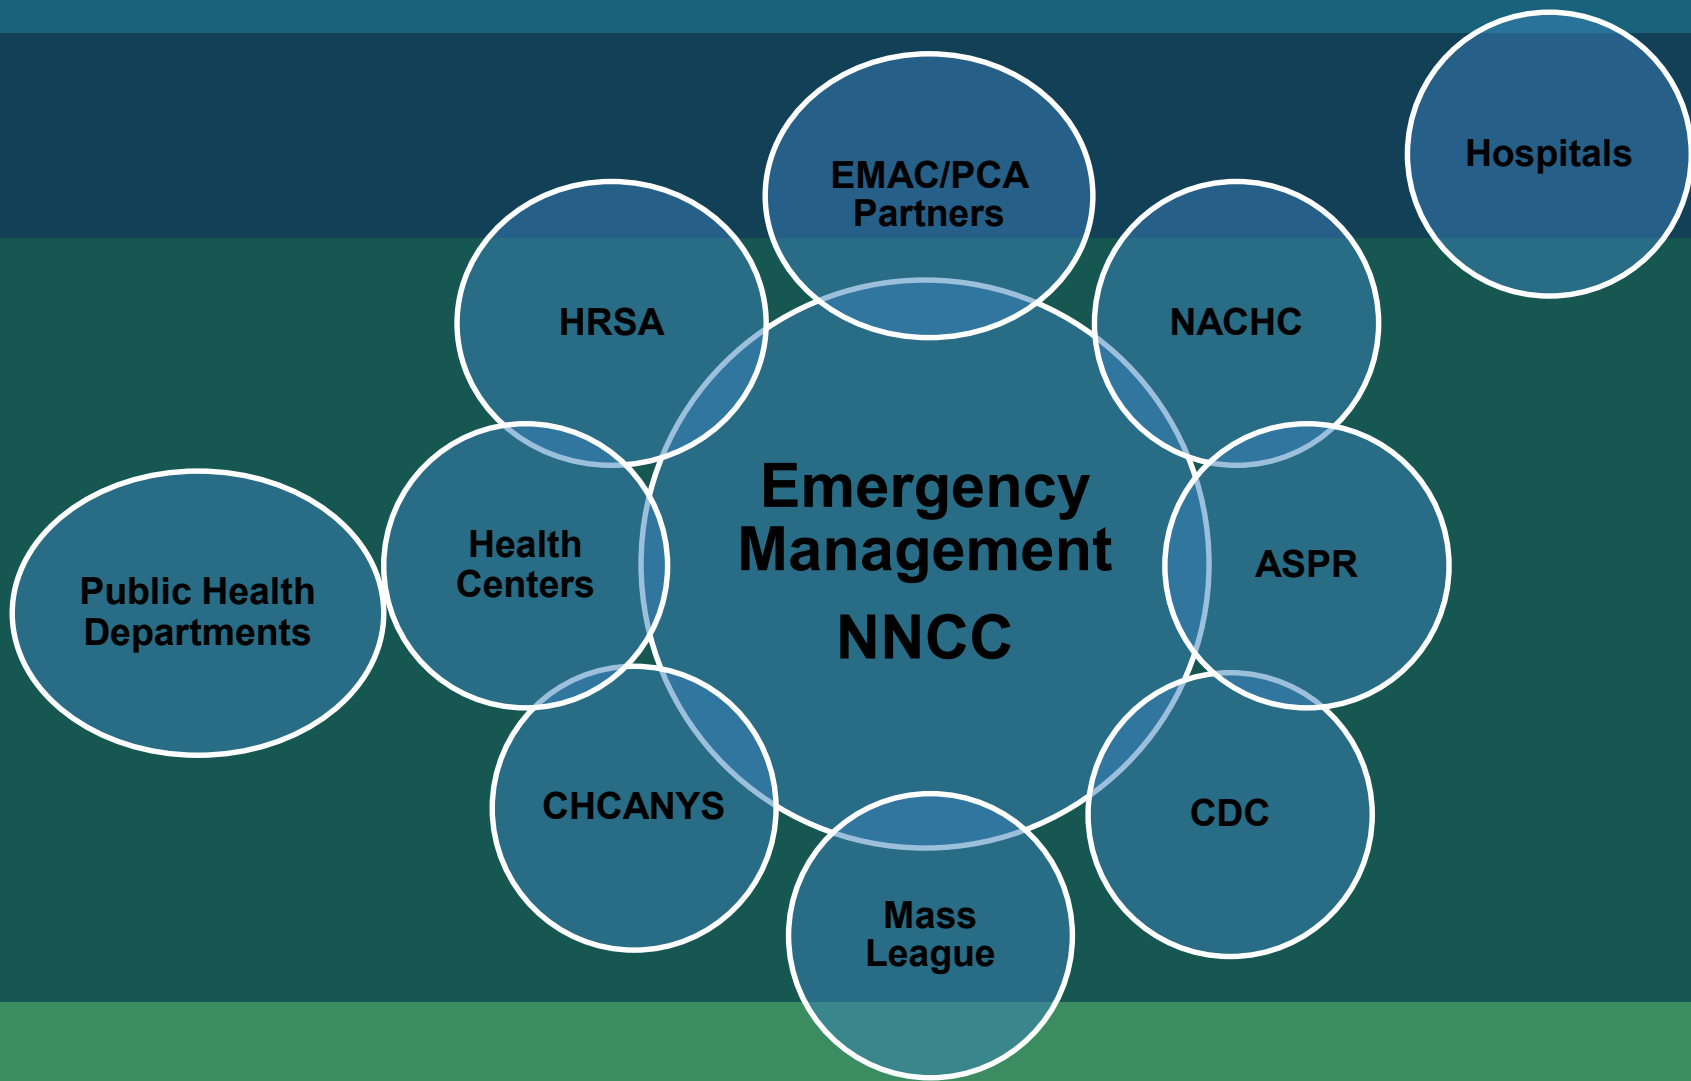 Hospitals
EMAC/PCA
Partners
HRSA
NACHC
Emergency
Management
NNCC
Health
Centers
ASPR
Public Health
Departments
CHCANYS
CDC
Mass
League